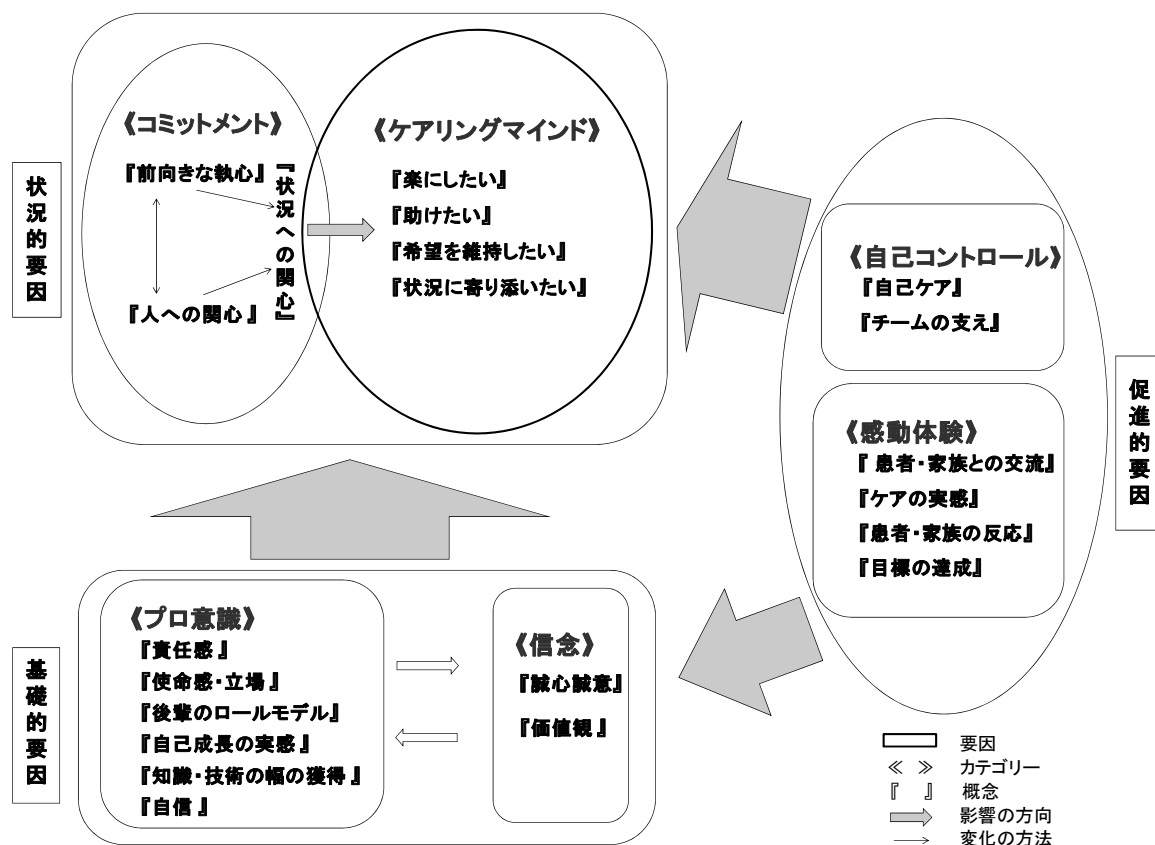 状況的要因
《コミットメント》
『前向きな執心』
『状況への関心』
『人への関心 』
《ケアリングマインド》
『楽にしたい』
『助けたい』
『希望を維持したい』
『状況に寄り添いたい』
促進的要因
《自己コントロール》
『自己ケア』
『チームの支え』
《感動体験》
『 患者・家族との交流』
『ケアの実感』
『患者・家族の反応』
『目標の達成』
基礎的要因
《プロ意識》
『責任感』
『使命感・立場』
『後輩のロールモデル』
『自己成長の実感』
『知識・技術の幅の獲得 』
『自信 』
《信念》
『誠心誠意』
『価値観 』
要因
≪ ≫ カテゴリー
『 』 概念
影響の方向
変化の方法